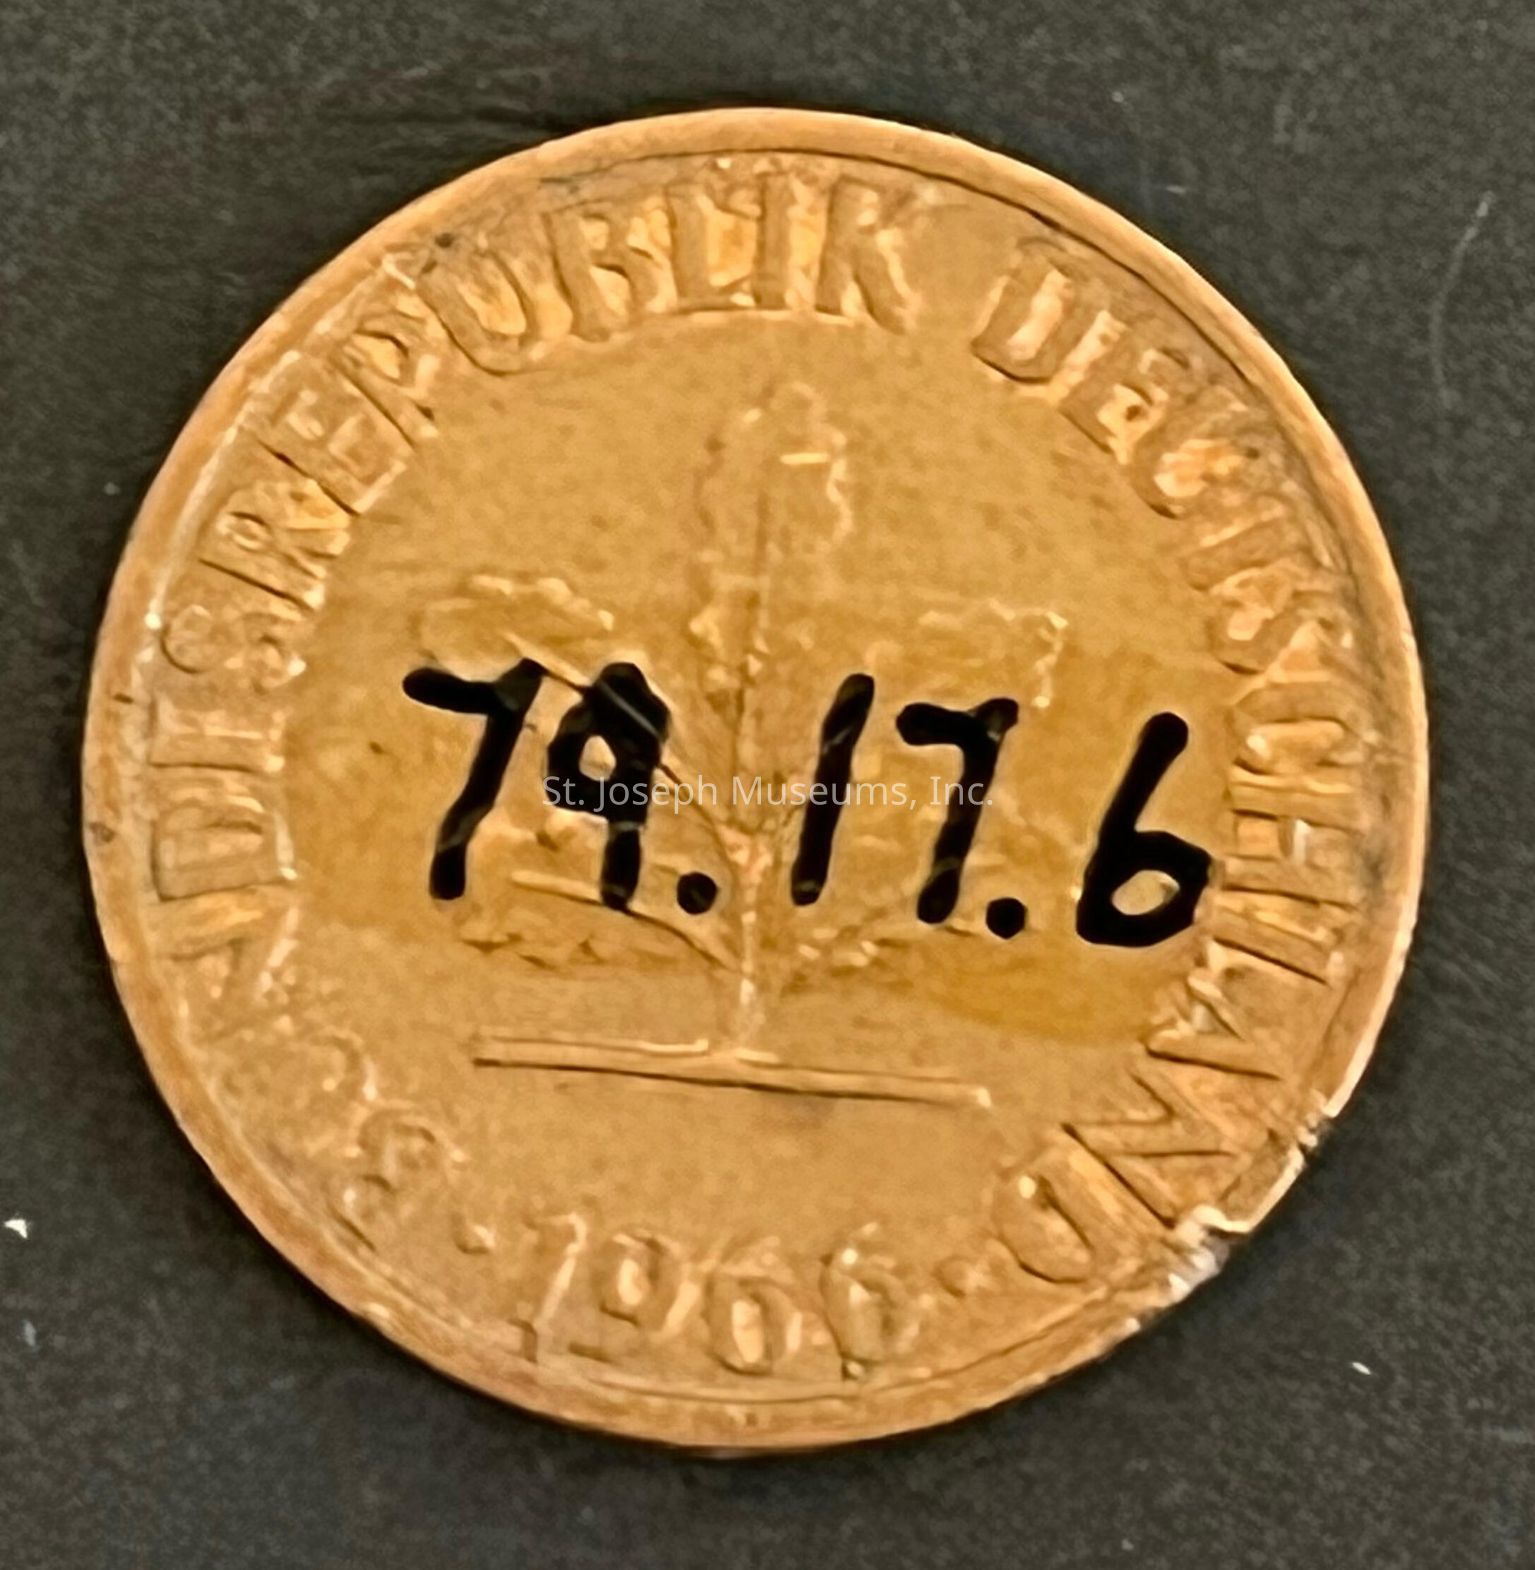 BUNDESREPUBLIK DEUTSCHLAND
79.17.6
St. Joseph Museums, Inc.
· 1966 ·